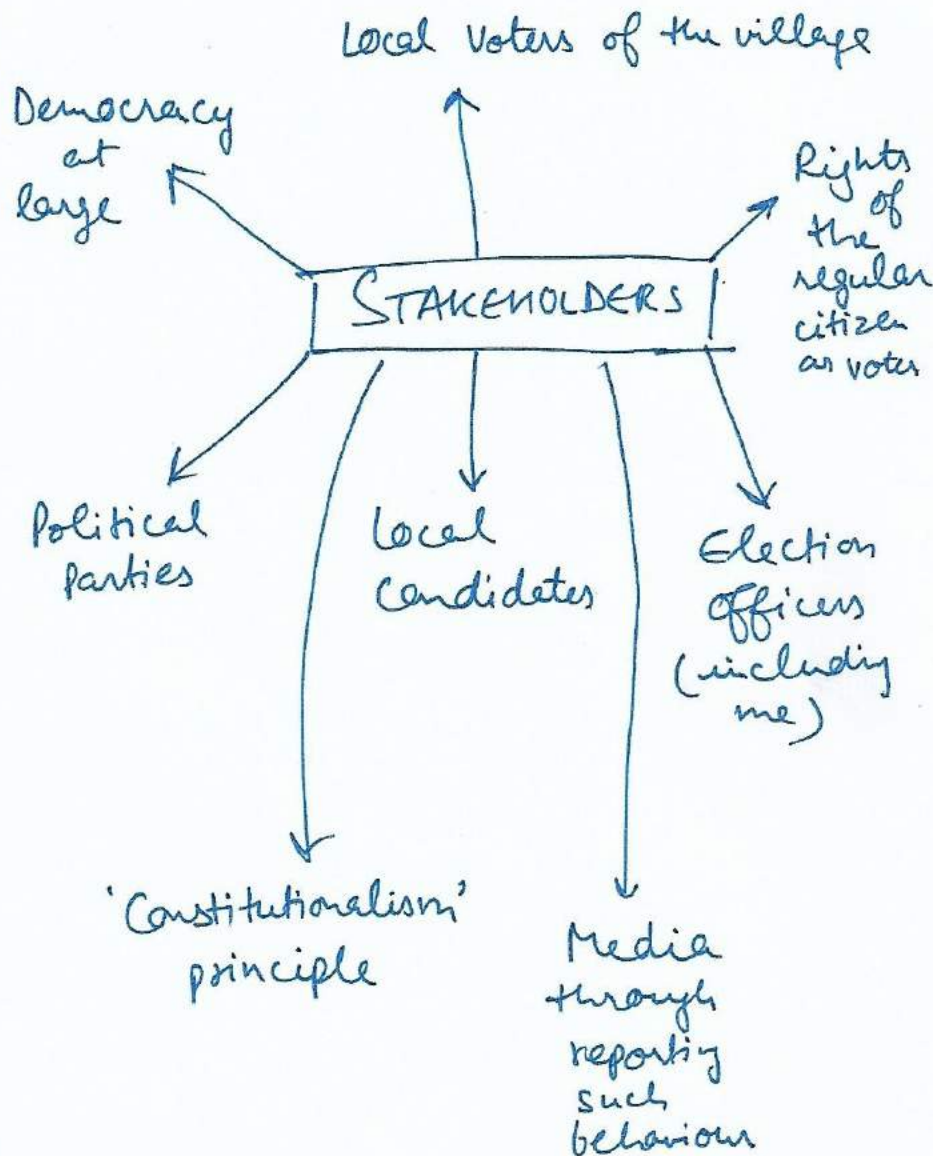 Local Voters of the village
Democracy
at
large
Rights
of
the
regular
citizen
as voter
STAKEHOLDERS
Political
Parties
Local
Candidates
Election
Officers
(including
me)
'Constitutionalism'
principle
Media
through
reporting
such
behaviour